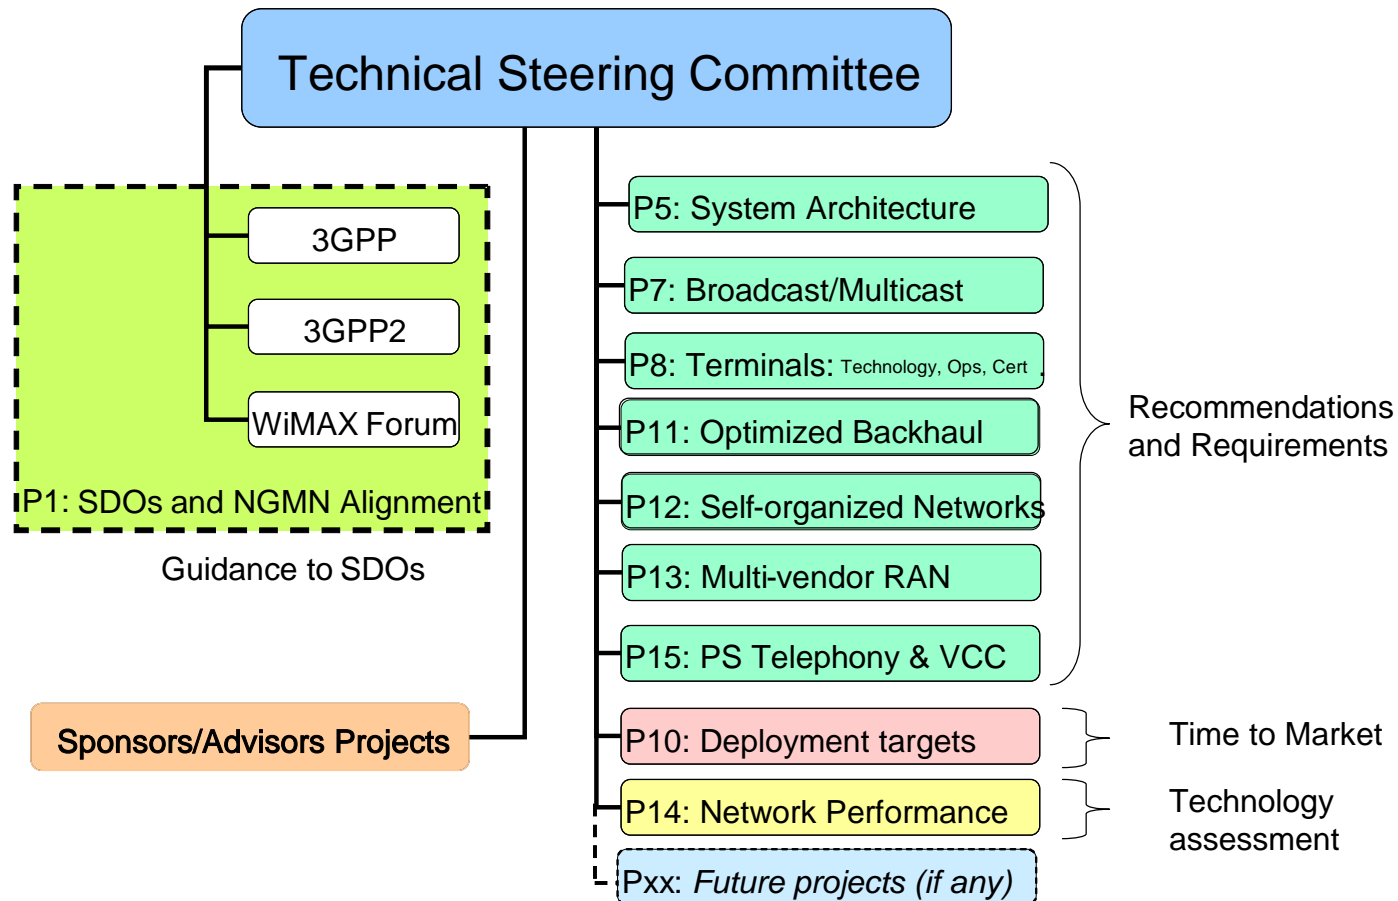 Technical Steering Committee
3GPP
3GPP2
WiMAX Forum
P1: SDOs and NGMN Alignment
Guidance to SDOs
Sponsors/Advisors Projects
P5: System Architecture
P7: Broadcast/Multicast
P8: Terminals: Technology, Ops, Cert .
P11: Optimized Backhaul
P12: Self-organized Networks
P13: Multi-vendor RAN
P15: PS Telephony & VCC
P10: Deployment targets
P14: Network Performance
Pxx: Future projects (if any)
Recommendations
and Requirements
Time to Market
Technology
assessment